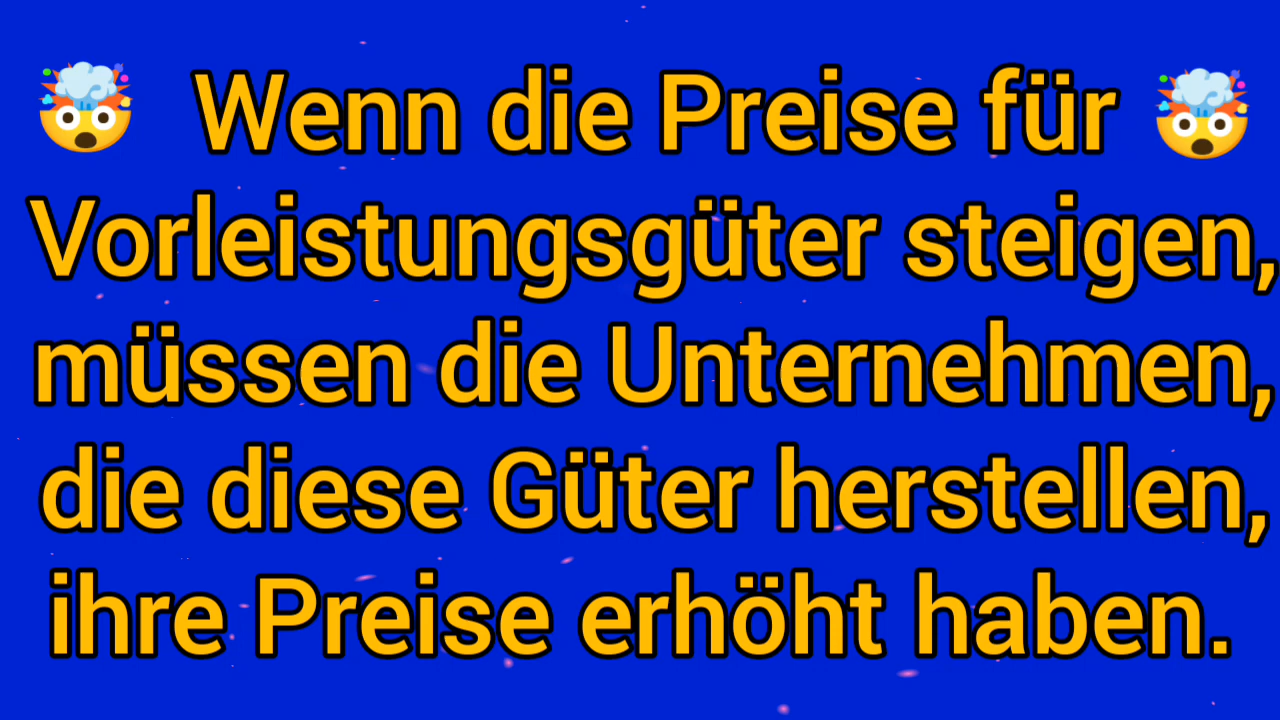 🤯 Wenn die Preise für 🤯
Vorleistungsgüter steigen,
müssen die Unternehmen,
die diese Güter herstellen,
ihre Preise erhöht haben.